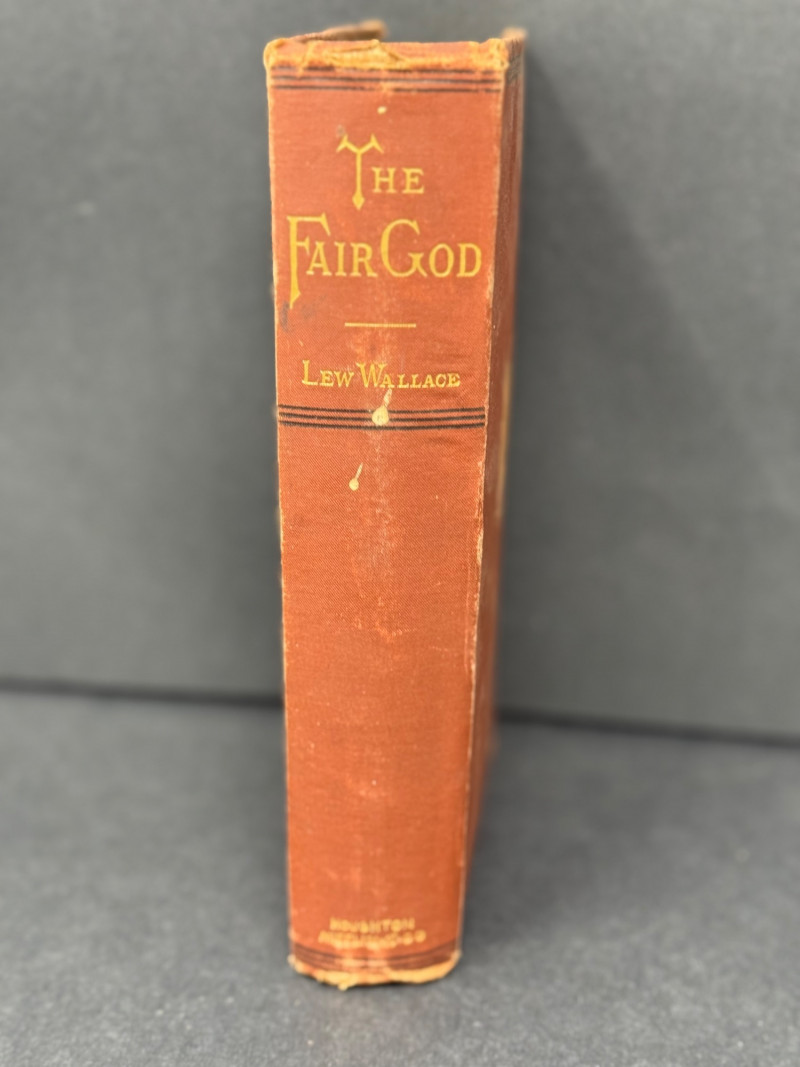 THE
FAIR GOD
LEW WALLACE
HOUGHTON
MIFFLIN & CO